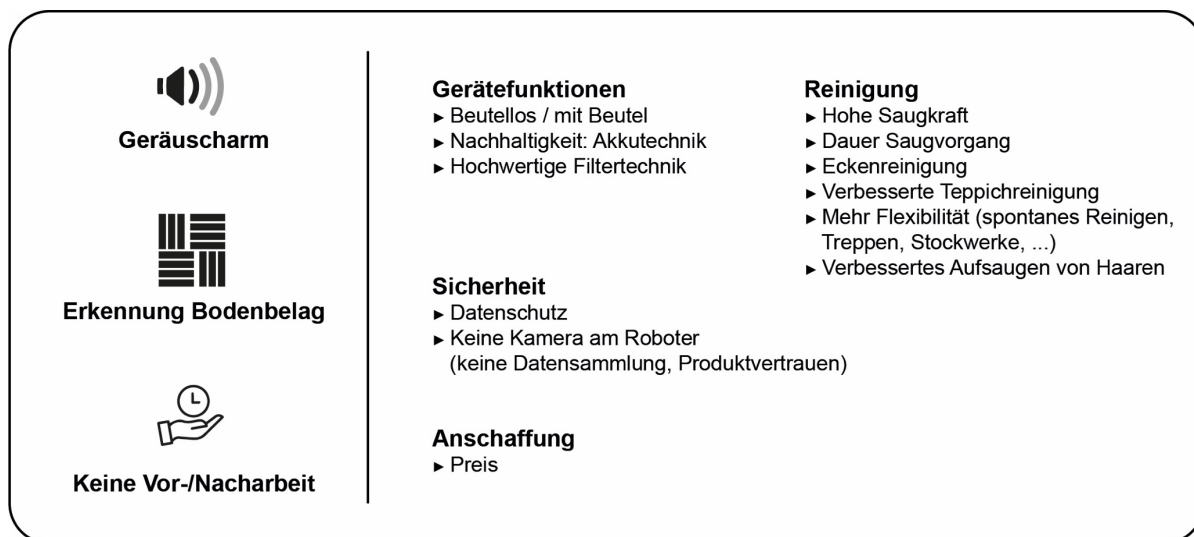 Geräuscharm
Erkennung Bodenbelag
Keine Vor-/Nacharbeit
Gerätefunktionen
▸ Beutellos / mit Beutel
▸ Nachhaltigkeit: Akkutechnik
▸ Hochwertige Filtertechnik
Sicherheit
▸ Datenschutz
▸ Keine Kamera am Roboter
(keine Datensammlung, Produktvertrauen)
Anschaffung
▸ Preis
Reinigung
▸ Hohe Saugkraft
▸ Dauer Saugvorgang
▸ Eckenreinigung
▸ Verbesserte Teppichreinigung
▸ Mehr Flexibilität (spontanes Reinigen,
Treppen, Stockwerke, ...)
▸ Verbessertes Aufsaugen von Haaren